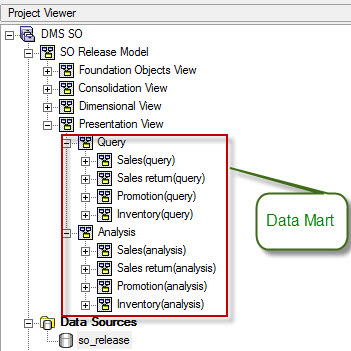 Project Viewer
DMS SO
SO Release Model
Foundation Objects View
Consolidation View
Dimensional View
Presentation View
Query
Sales(query)
Sales return(query)
Promotion(query)
Inventory(query)
Analysis
Sales(analysis)
Sales return(analysis)
Promotion(analysis)
Inventory(analysis)
Data Mart
Data Sources
so_release